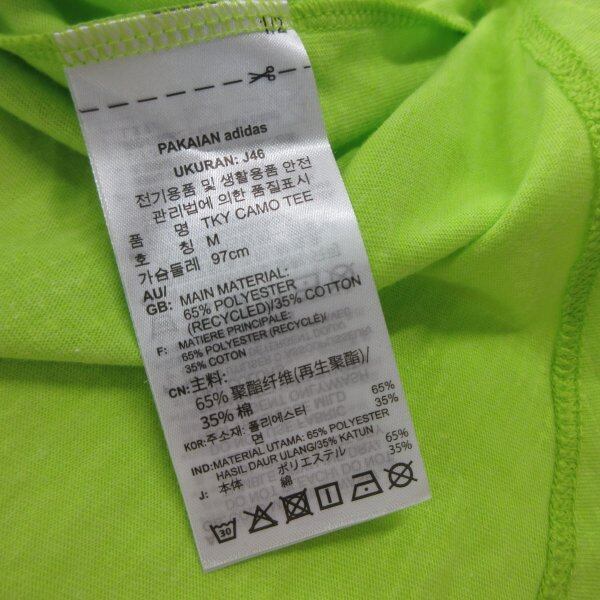 1/2
PAKAIAN adidas
UKURAN: J46
전기용품 및 생활용품 안전
관리법에 의한 품질표시
품 명 TKY CAMO TEE
호 칭 M
가슴둘레 97cm
AU/
GB: MAIN MATERIAL:
65% POLYESTER
(RECYCLED)/35% COTTON
F: MATIERE PRINCIPALE:
65% POLYESTER (RECYCLÉ)/
35% COTON
CN: 主料:
65% 聚酯纤维(再生聚酯)/
35% 棉
KOR: 주소재: 폴리에스터 65%
면 35%
IND: MATERIAL UTAMA: 65% POLYESTER
HASIL DAUR ULANG/35% KATUN
J: 本体 ポリエステル 65%
綿 35%
30